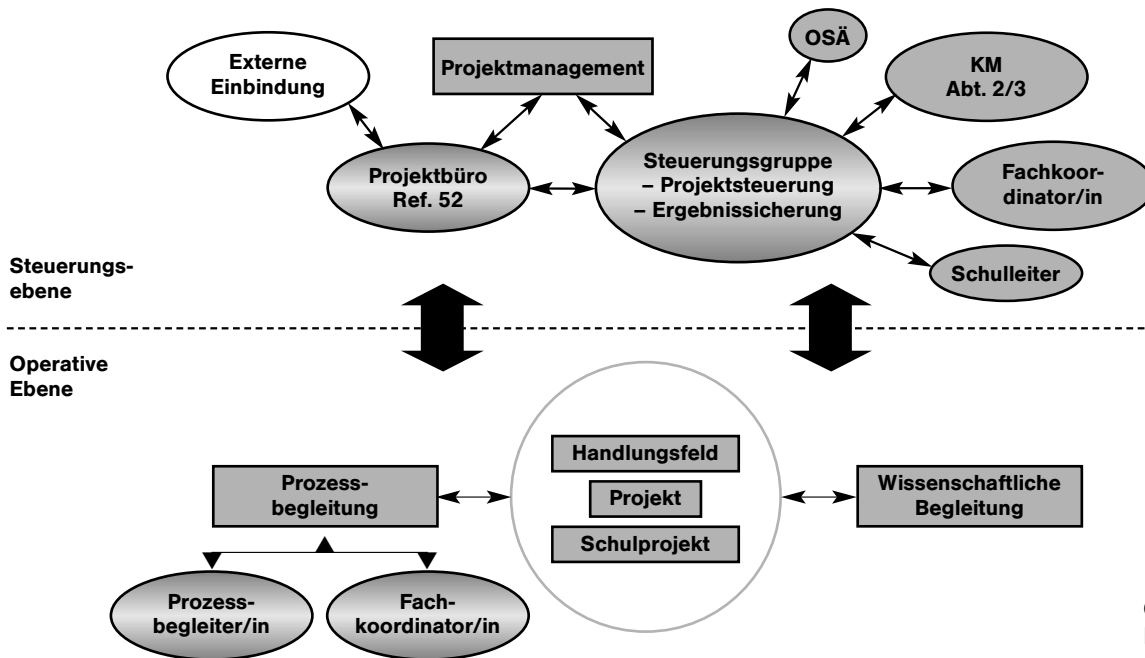 OSÄ
Externe
Einbindung
Projektmanagement
KM
Abt. 2/3
Projektbüro
Ref. 52
Steuerungsgruppe
– Projektsteuerung
– Ergebnissicherung
Fachkoor-
dinator/in
Schulleiter
Steuerungs-
ebene
Operative
Ebene
Handlungsfeld
Projekt
Schulprojekt
Prozess-
begleitung
Wissenschaftliche
Begleitung
Prozess-
begleiter/in
Fach-
koordinator/in